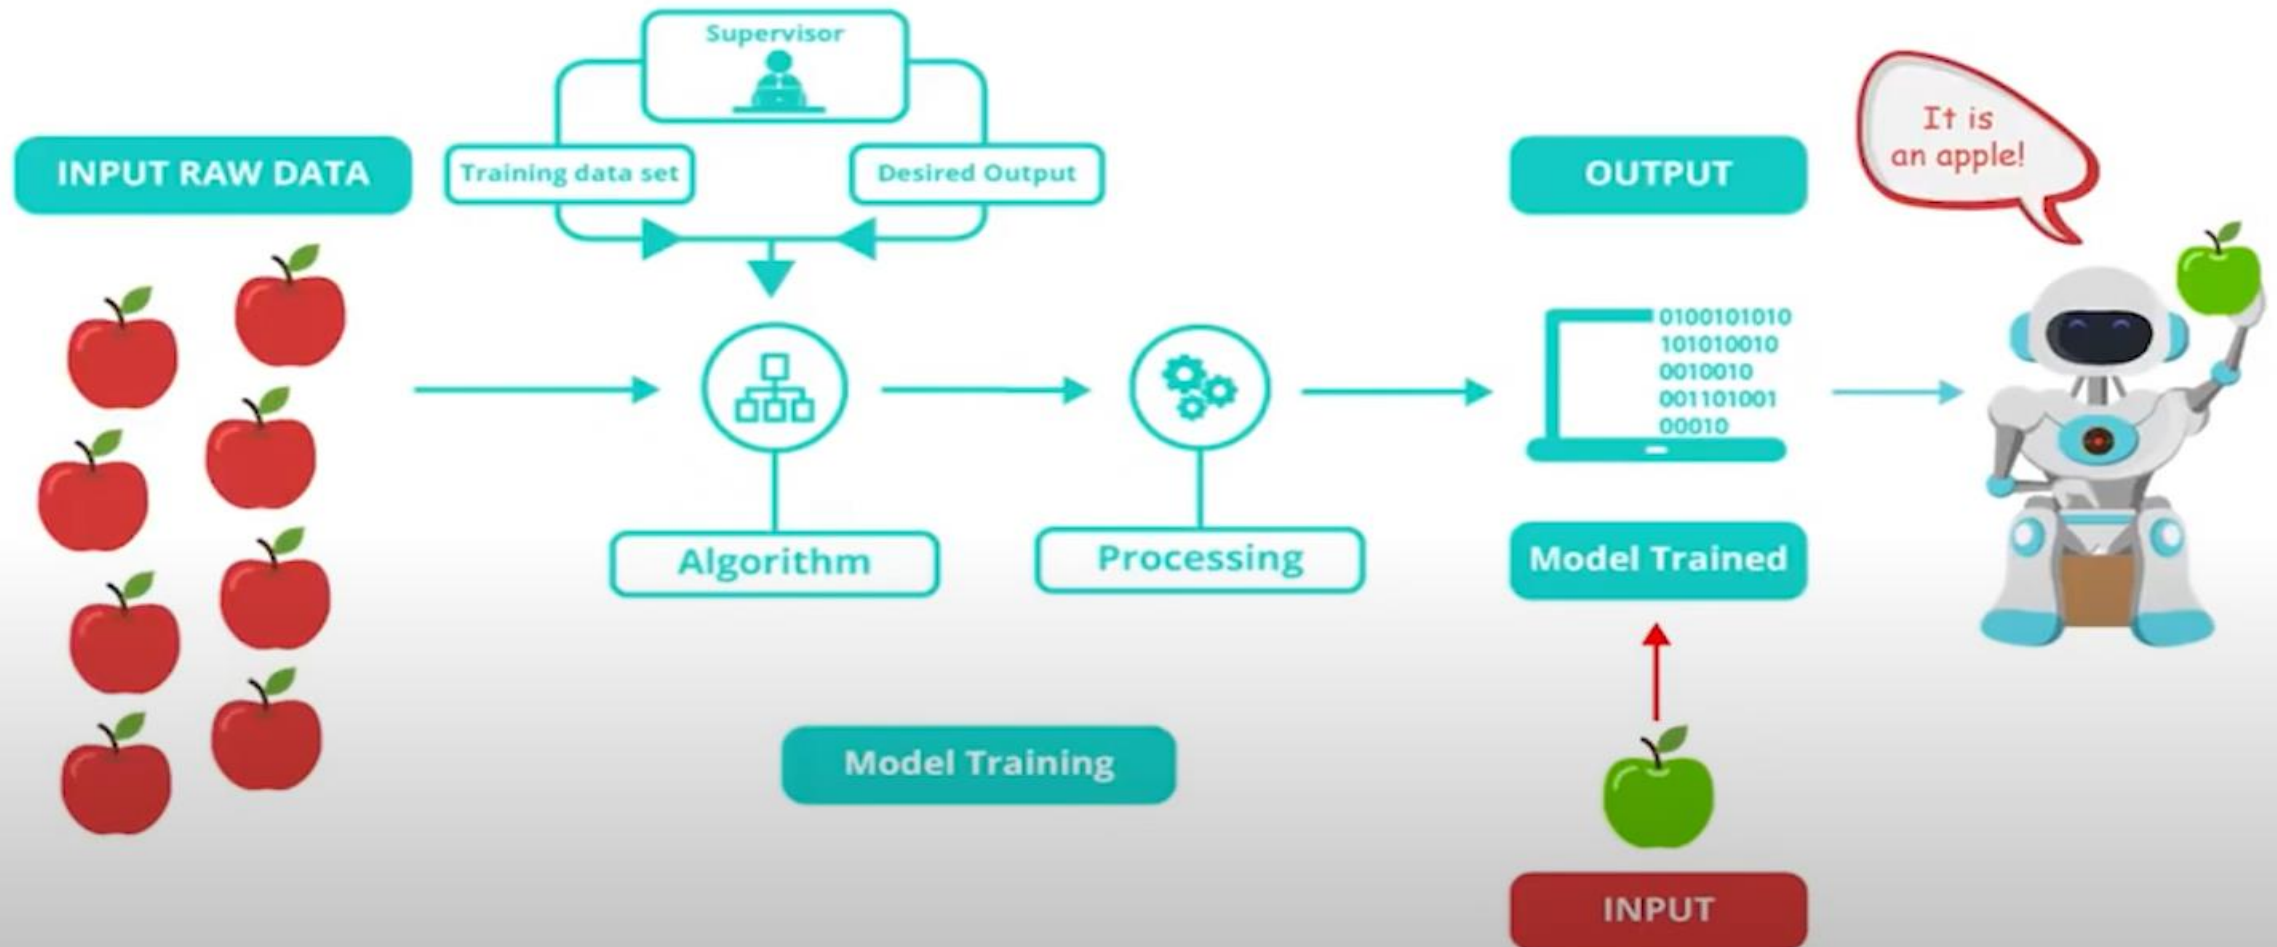 Supervisor
INPUT RAW DATA
Training data set
Desired Output
OUTPUT
It is
an apple!
0100101010
101010010
0010010
001101001
00010
Algorithm
Processing
Model Trained
Model Training
INPUT